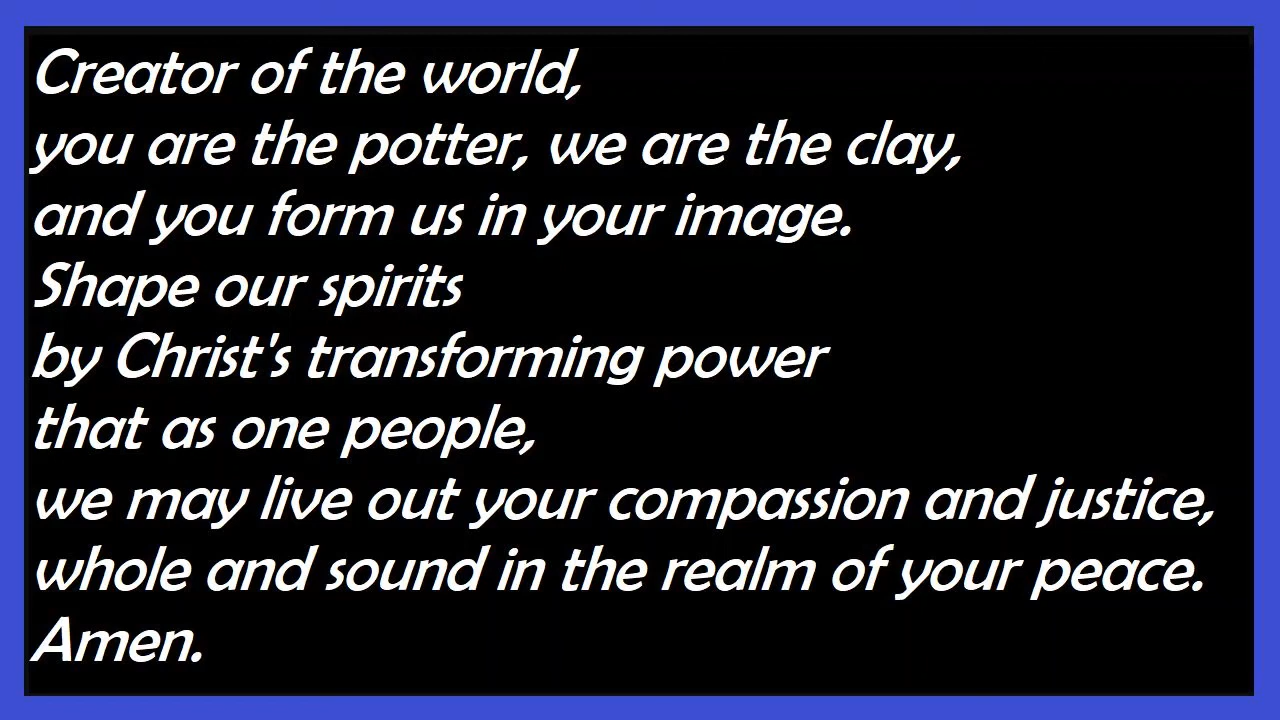 Creator of the world,
you are the potter, we are the clay,
and you form us in your image.
Shape our spirits
by Christ's transforming power
that as one people,
we may live out your compassion and justice,
whole and sound in the realm of your peace.
Amen.